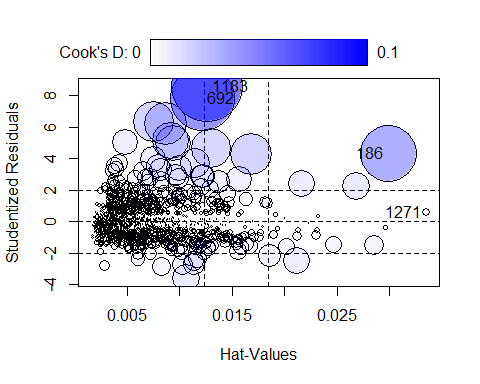 Cook's D: 0 0.1
1183
692
186
1271
8
6
4
2
0
-2
-4
Studentized Residuals
0.005 0.015 0.025
Hat-Values